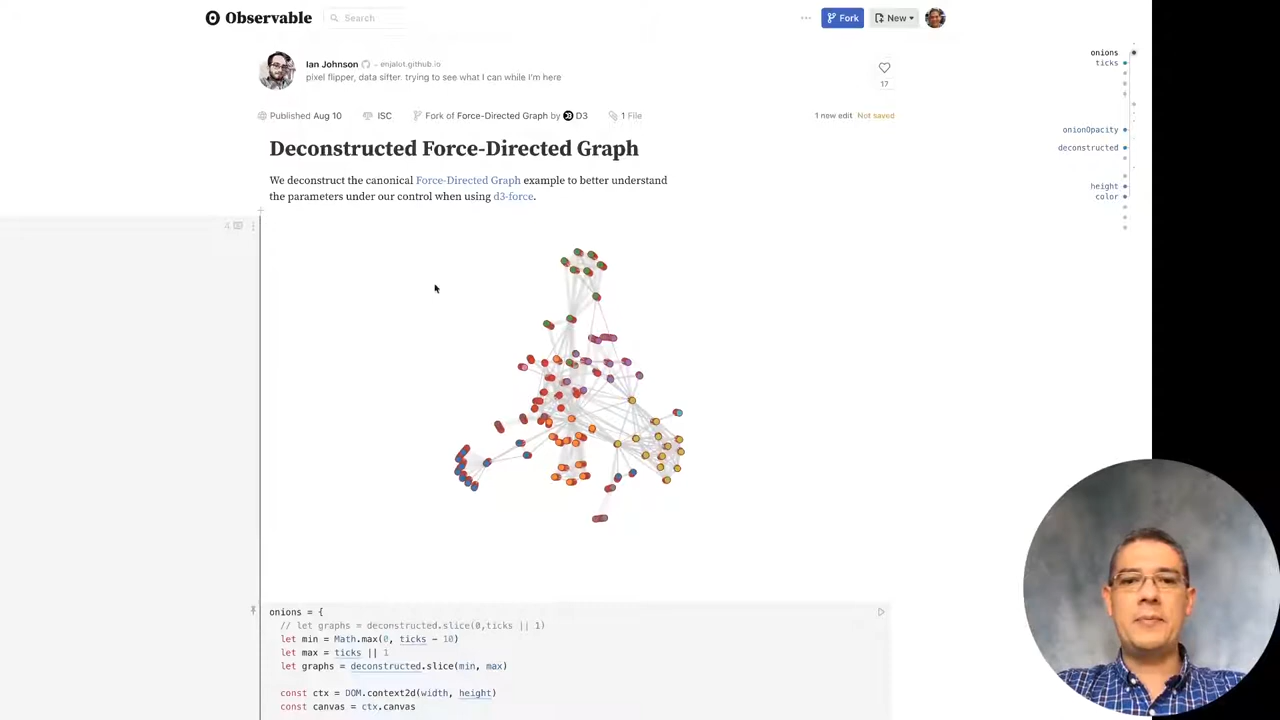 Observable
Search
Fork
New
Ian Johnson - enjalot.github.io
pixel flipper, data sifter. trying to see what I can while I'm here
17
Published Aug 10 ISC Fork of Force-Directed Graph by D3 1 File
1 new edit Not saved
Deconstructed Force-Directed Graph
We deconstruct the canonical Force-Directed Graph example to better understand
the parameters under our control when using d3-force.
onions
ticks
onionOpacity
deconstructed
height
color
4
onions = {
// let graphs = deconstructed.slice(0,ticks || 1)
let min = Math.max(0, ticks - 10)
let max = ticks || 1
let graphs = deconstructed.slice(min, max)
const ctx = DOM.context2d(width, height)
const canvas = ctx.canvas